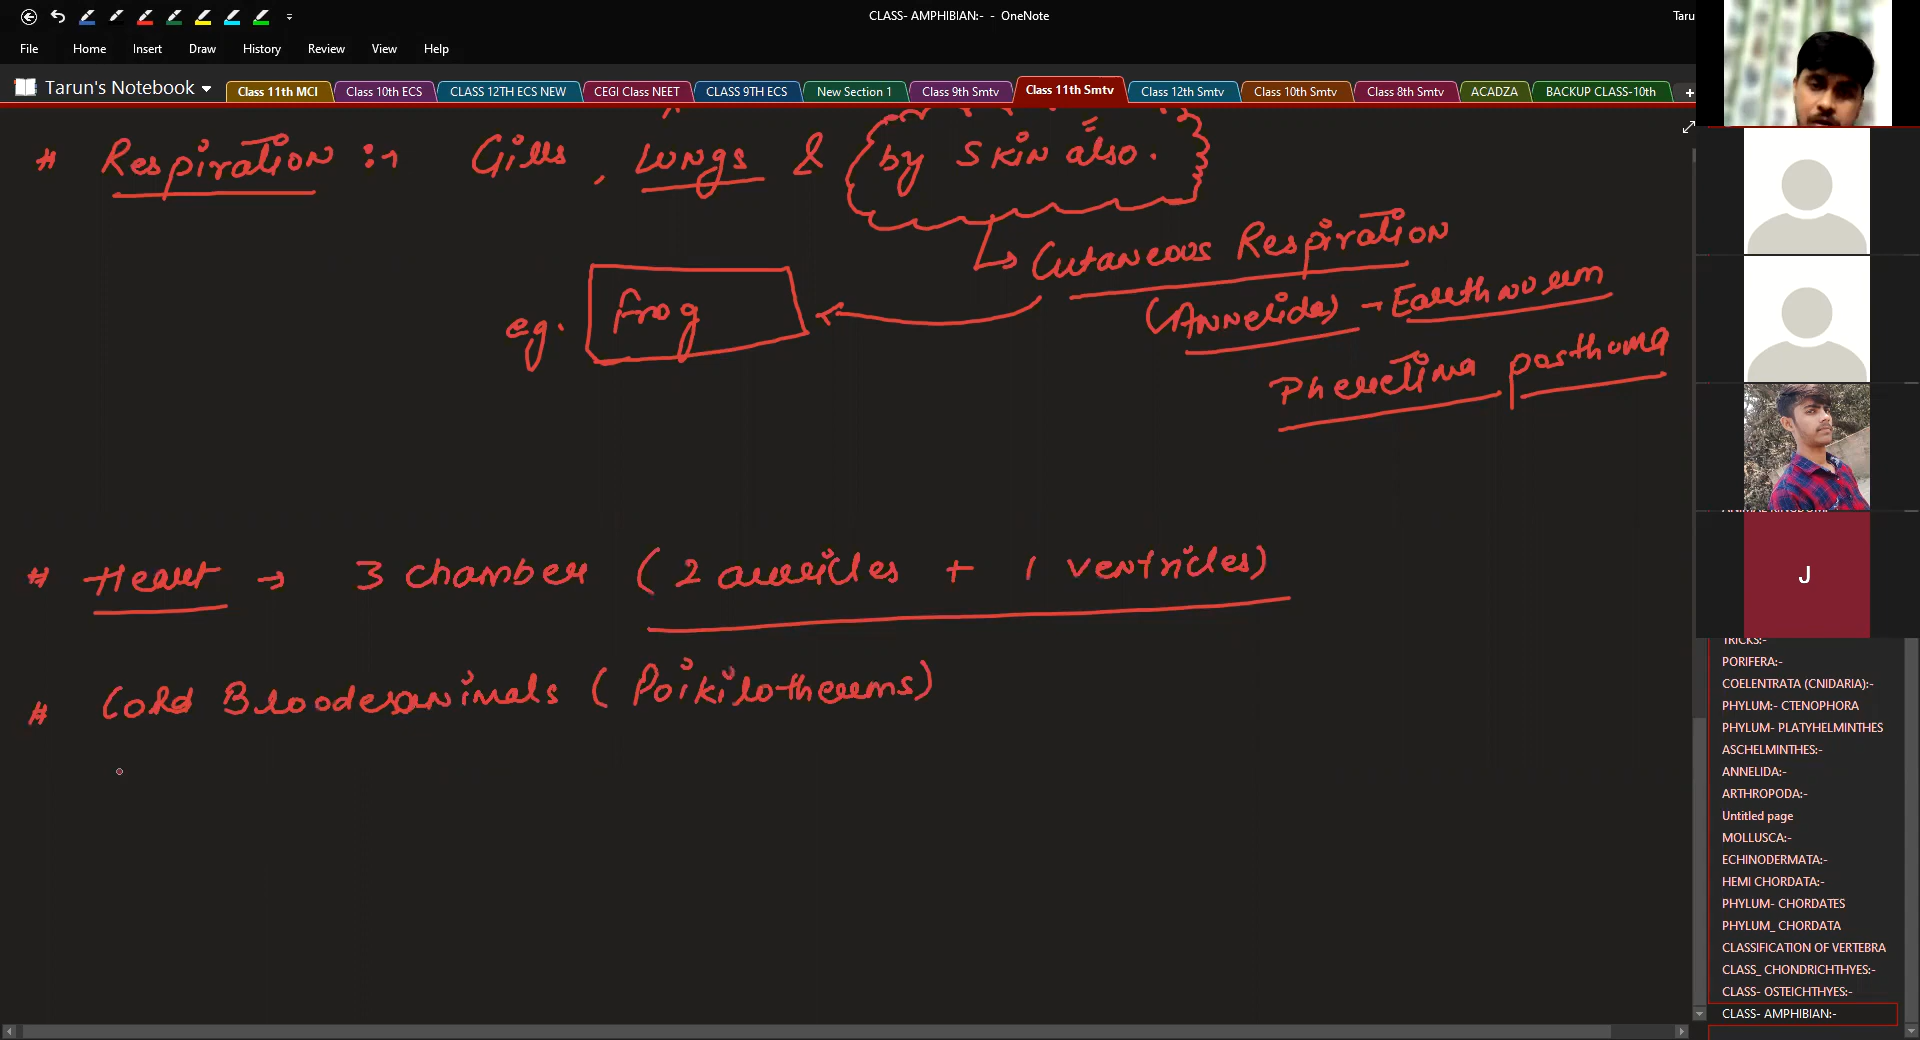 CLASS- AMPHIBIAN:- - OneNote
Taru
File Home Insert Draw History Review View Help
Tarun's Notebook
Class 11th MCI Class 10th ECS CLASS 12TH ECS NEW CEGI Class NEET CLASS 9TH ECS New Section 1 Class 9th Smtv Class 11th Smtv Class 12th Smtv Class 10th Smtv Class 8th Smtv ACADZA BACKUP CLASS-10th +
* Respiration :- Gills, Lungs & by Skin also.
Cutaneous Respiration
eg. frog
(Annelida) → Earthworm
Pheretima posthuma
* Heart → 3 chamber (2 auricles + 1 ventricles)
* Cold Blooded animals (Poikilotherms)
J
TRICKS:-
PORIFERA:-
COELENTRATA (CNIDARIA):-
PHYLUM:- CTENOPHORA
PHYLUM- PLATYHELMINTHES
ASCHELMINTHES:-
ANNELIDA:-
ARTHROPODA:-
Untitled page
MOLLUSCA:-
ECHINODERMATA:-
HEMI CHORDATA:-
PHYLUM- CHORDATES
PHYLUM_ CHORDATA
CLASSIFICATION OF VERTEBRA
CLASS_ CHONDRICHTHYES:-
CLASS- OSTEICHTHYES:-
CLASS- AMPHIBIAN:-